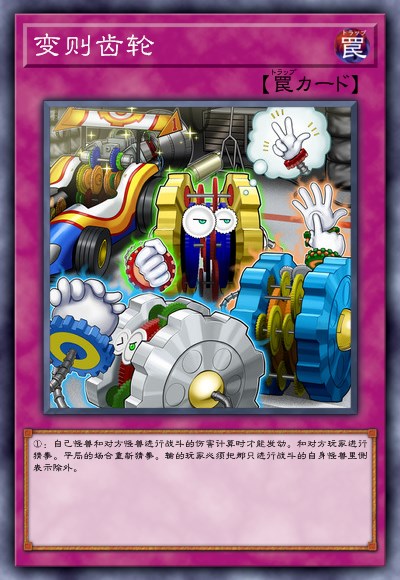 变则齿轮
トラップ
罠
トラップ
【罠カード】
①：自己怪兽和对方怪兽进行战斗的伤害计算时才能发动。和对方玩家进行
猜拳。平局的场合重新猜拳。输的玩家必须把那只进行战斗的自身怪兽里侧
表示除外。